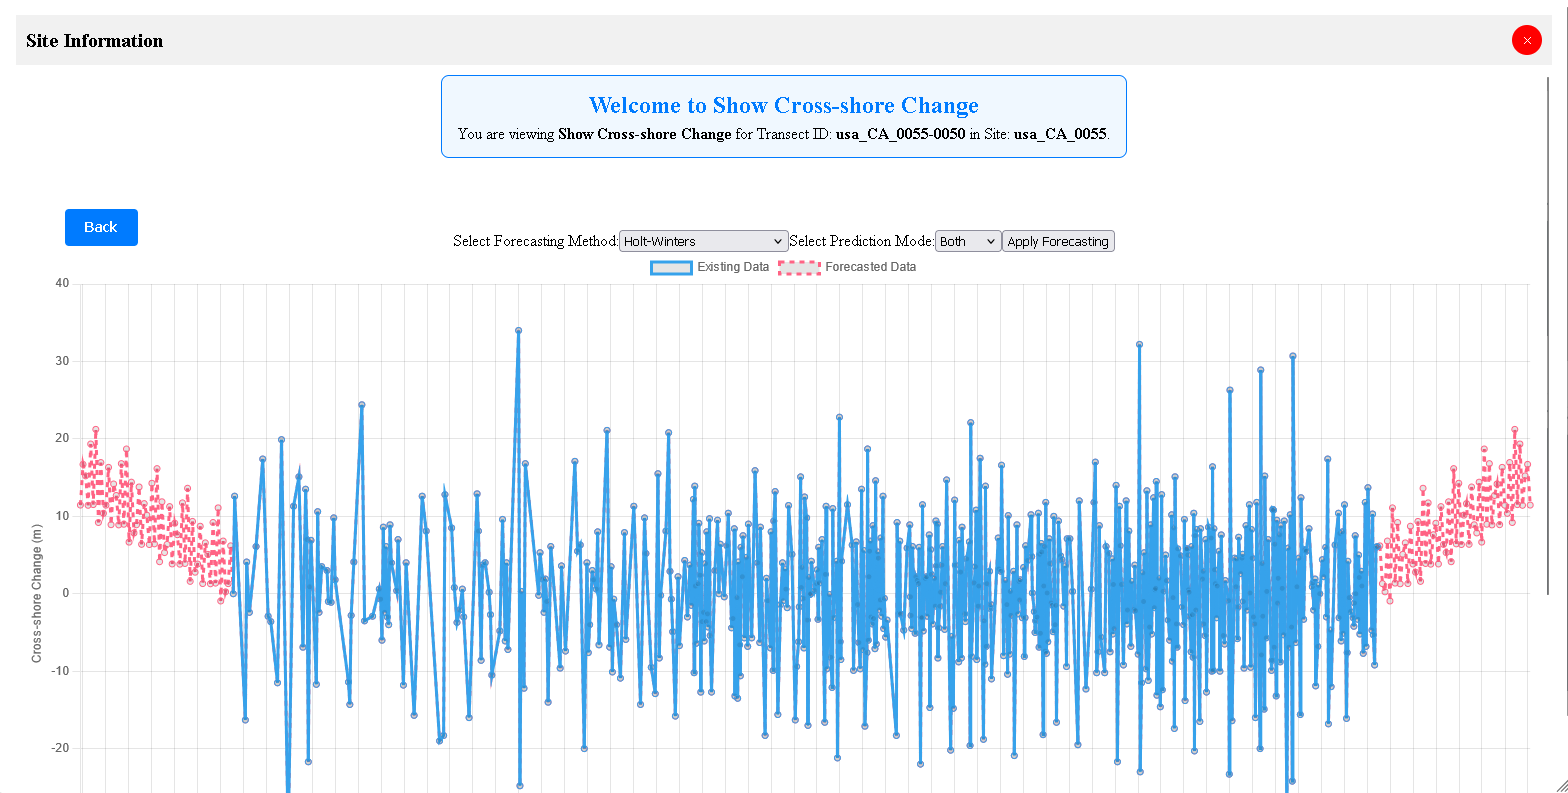 Site Information
×
Welcome to Show Cross-shore Change
You are viewing Show Cross-shore Change for Transect ID: usa_CA_0055-0050 in Site: usa_CA_0055.
Back
Select Forecasting Method: Holt-Winters Select Prediction Mode: Both Apply Forecasting
Existing Data Forecasted Data
Cross-shore Change (m)
40
30
20
10
0
-10
-20